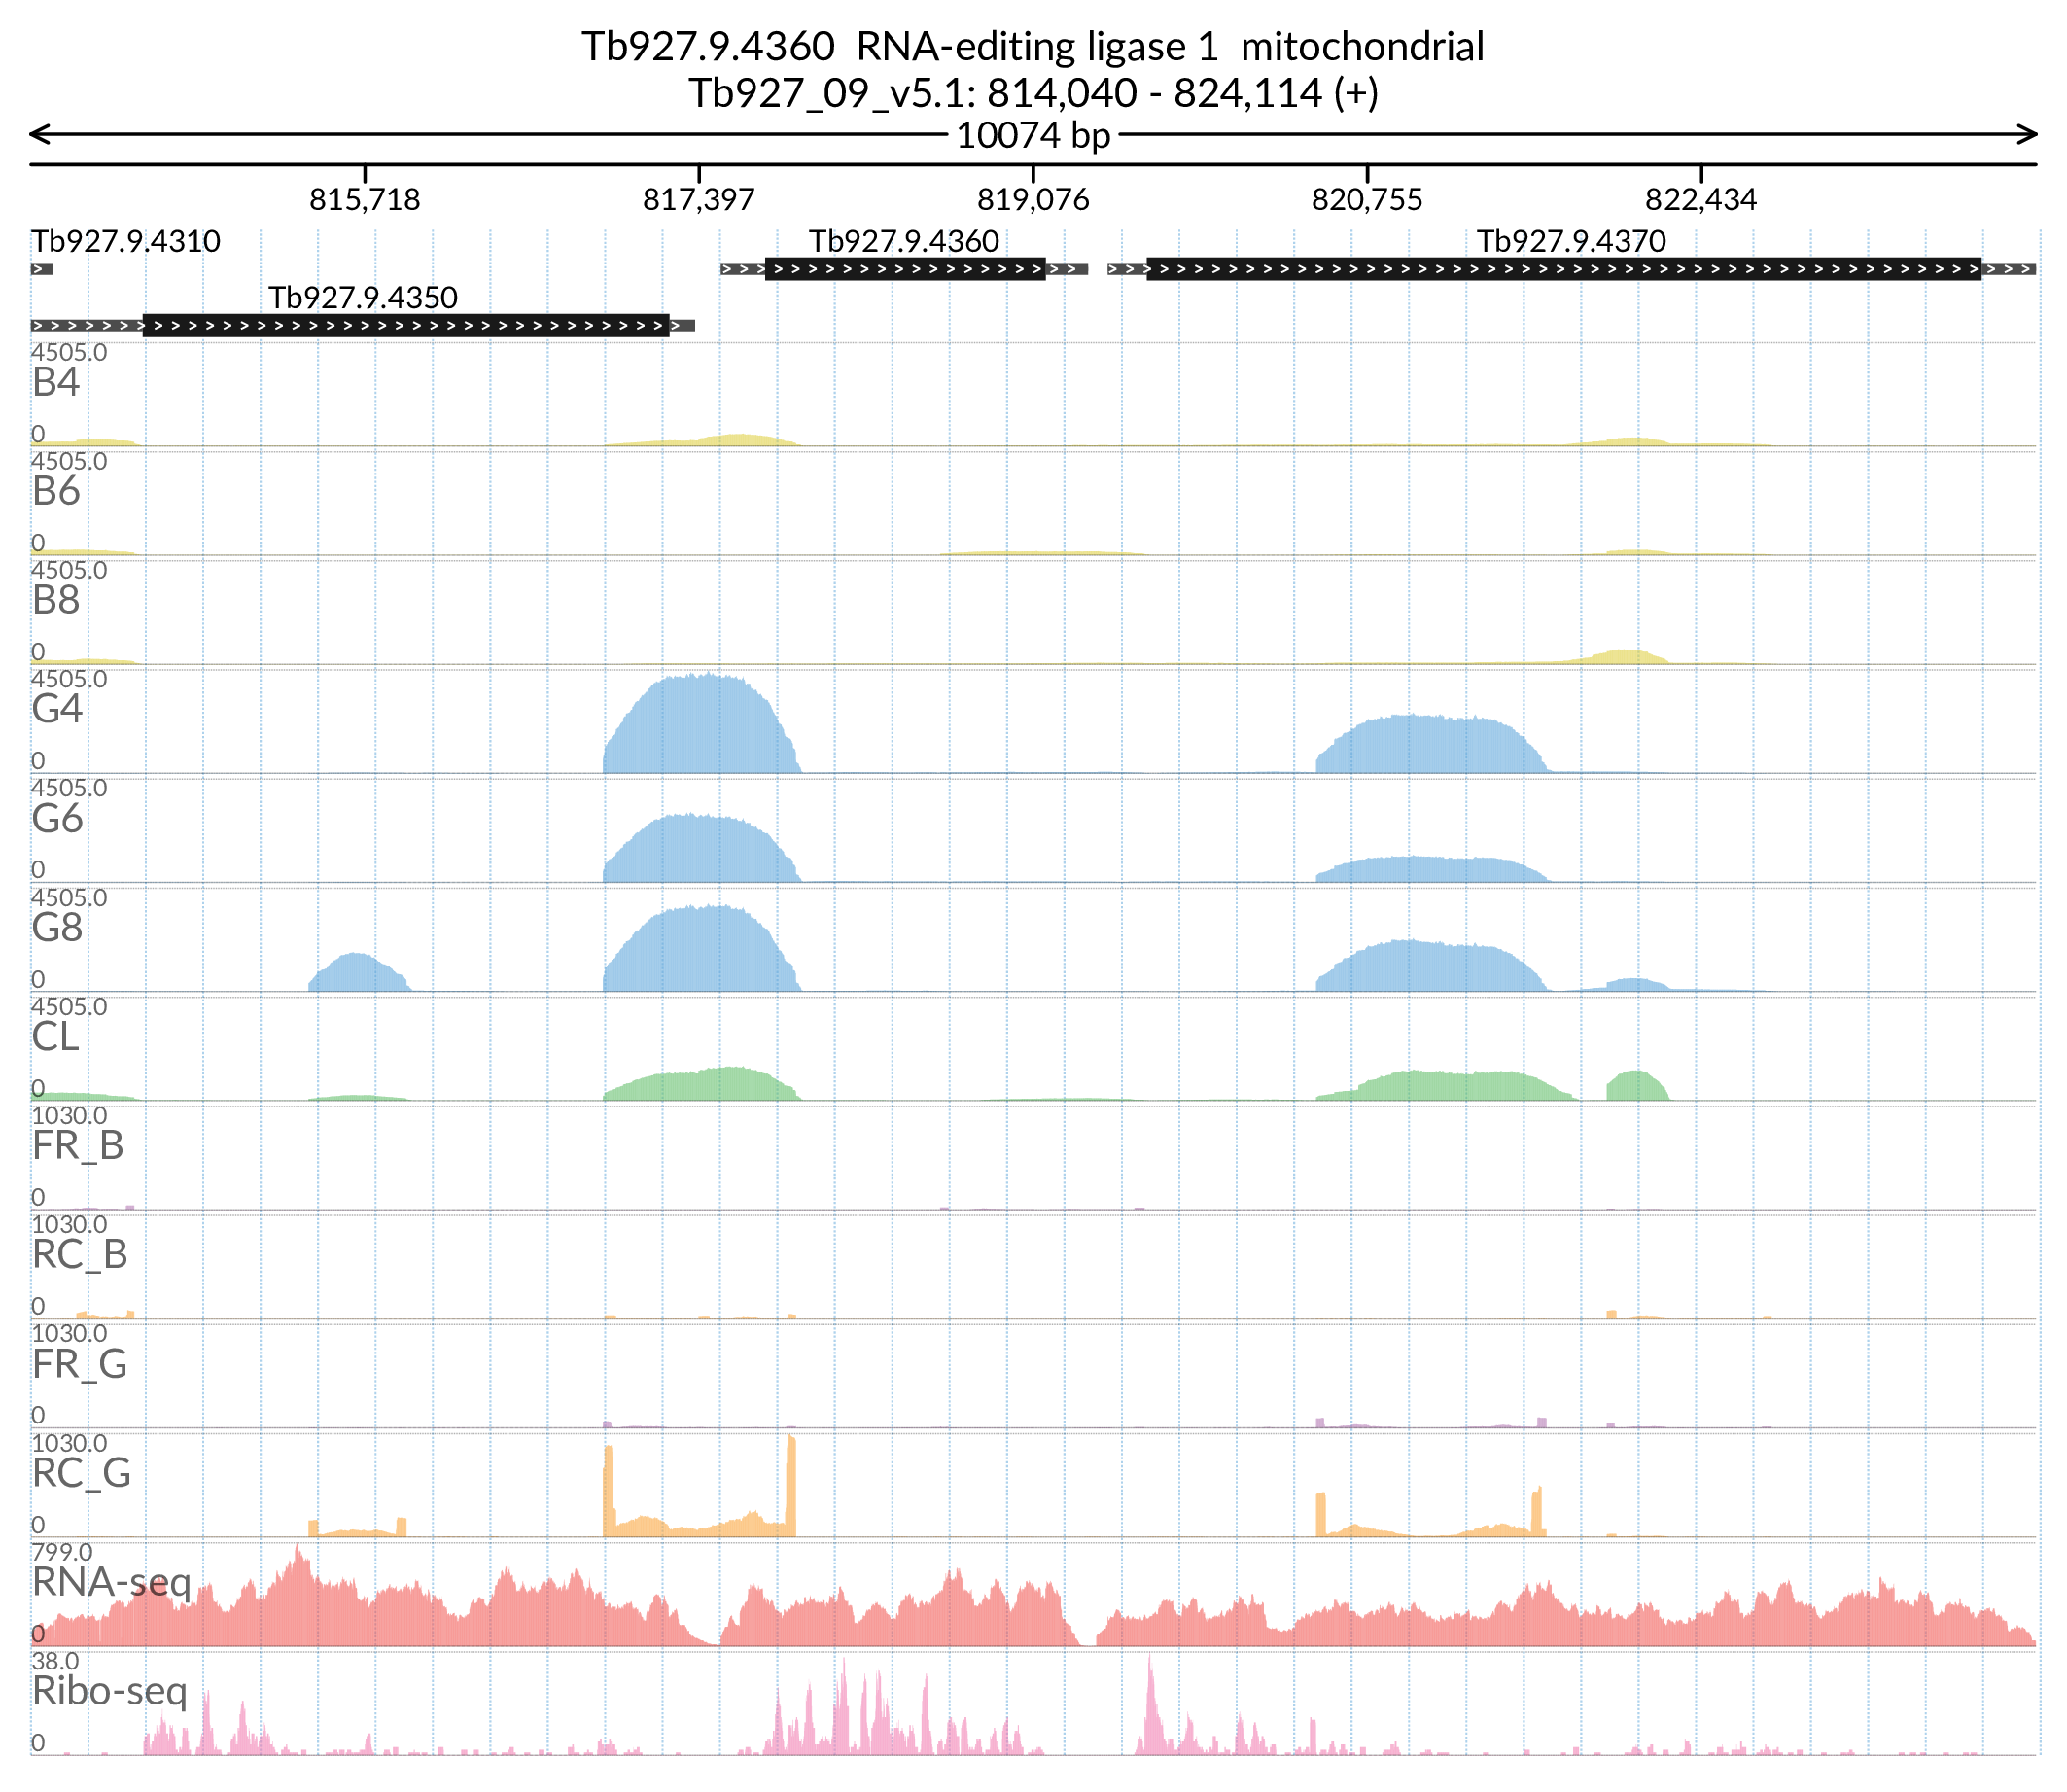 Tb927.9.4360  RNA-editing ligase 1  mitochondrial
Tb927_09_v5.1: 814,040 - 824,114 (+)
10074 bp
815,718 817,397 819,076 820,755 822,434
Tb927.9.4310 Tb927.9.4360 Tb927.9.4370
Tb927.9.4350
4505.0
B4
0
4505.0
B6
0
4505.0
B8
0
4505.0
G4
0
4505.0
G6
0
4505.0
G8
0
4505.0
CL
0
1030.0
FR_B
0
1030.0
RC_B
0
1030.0
FR_G
0
1030.0
RC_G
0
799.0
RNA-seq
0
38.0
Ribo-seq
0